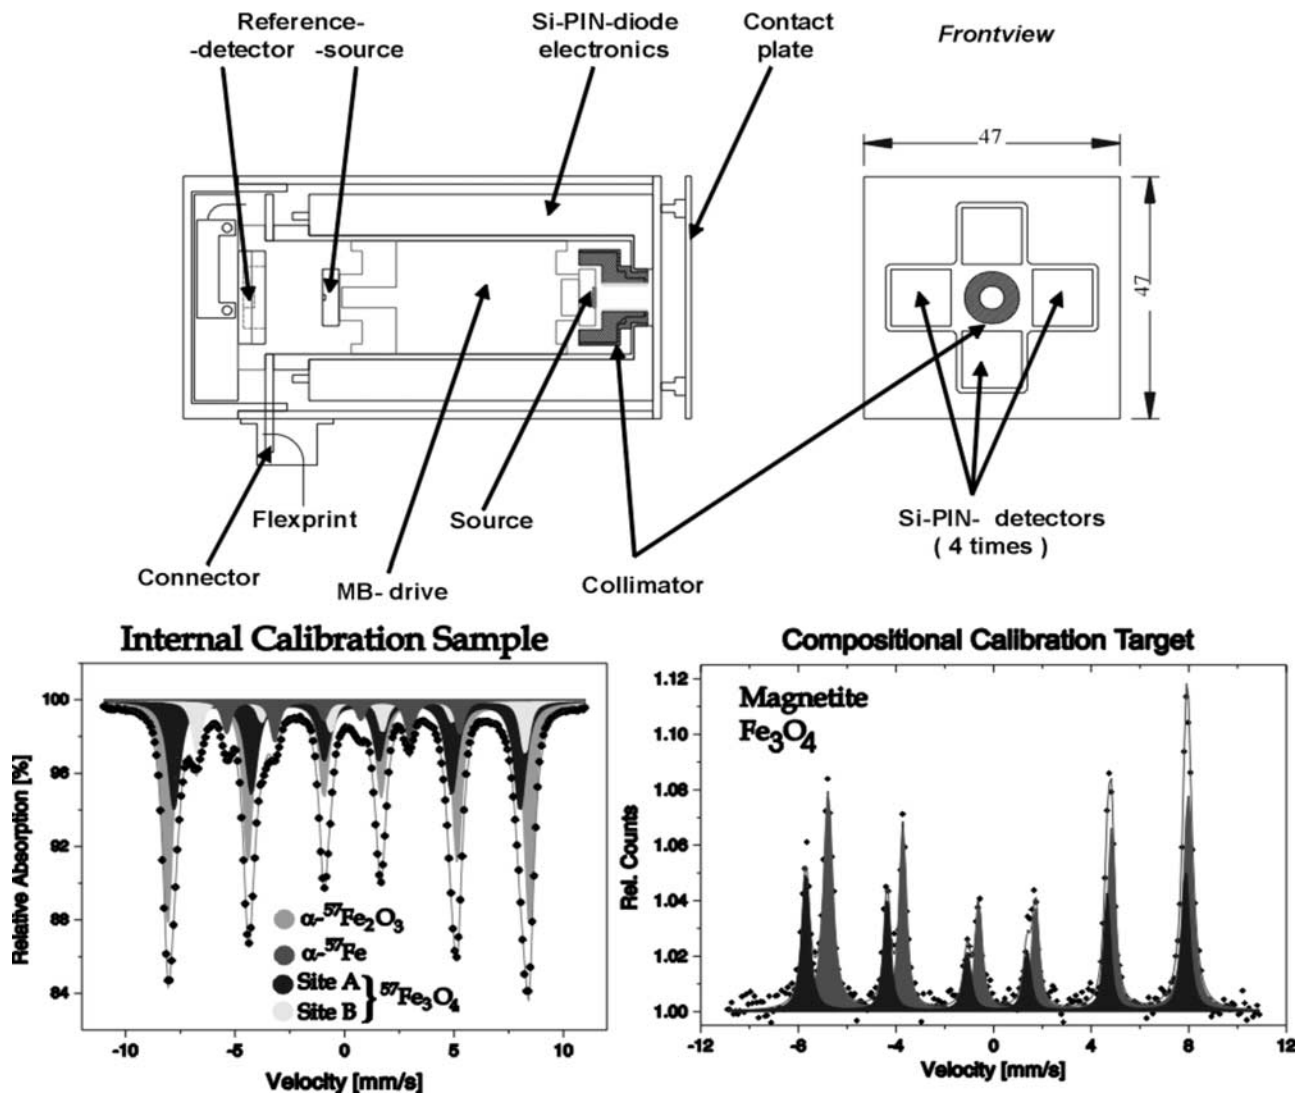 Reference-
-detector -source
Si-PIN-diode
electronics
Contact
plate
Frontview
47
47
Flexprint
Connector
MB- drive
Source
Collimator
Si-PIN- detectors
( 4 times )
Internal Calibration Sample
100
96
92
88
84
Relative Absorption [%]
α-⁵⁷Fe₂O₃
α-⁵⁷Fe
Site A
Site B
} ⁵⁷Fe₃O₄
-10 -5 0 5 10
Velocity [mm/s]
Compositional Calibration Target
Magnetite
Fe₃O₄
1.12
1.10
1.08
1.06
1.04
1.02
1.00
Rel. Counts
-12 -8 -4 0 4 8 12
Velocity [mm/s]